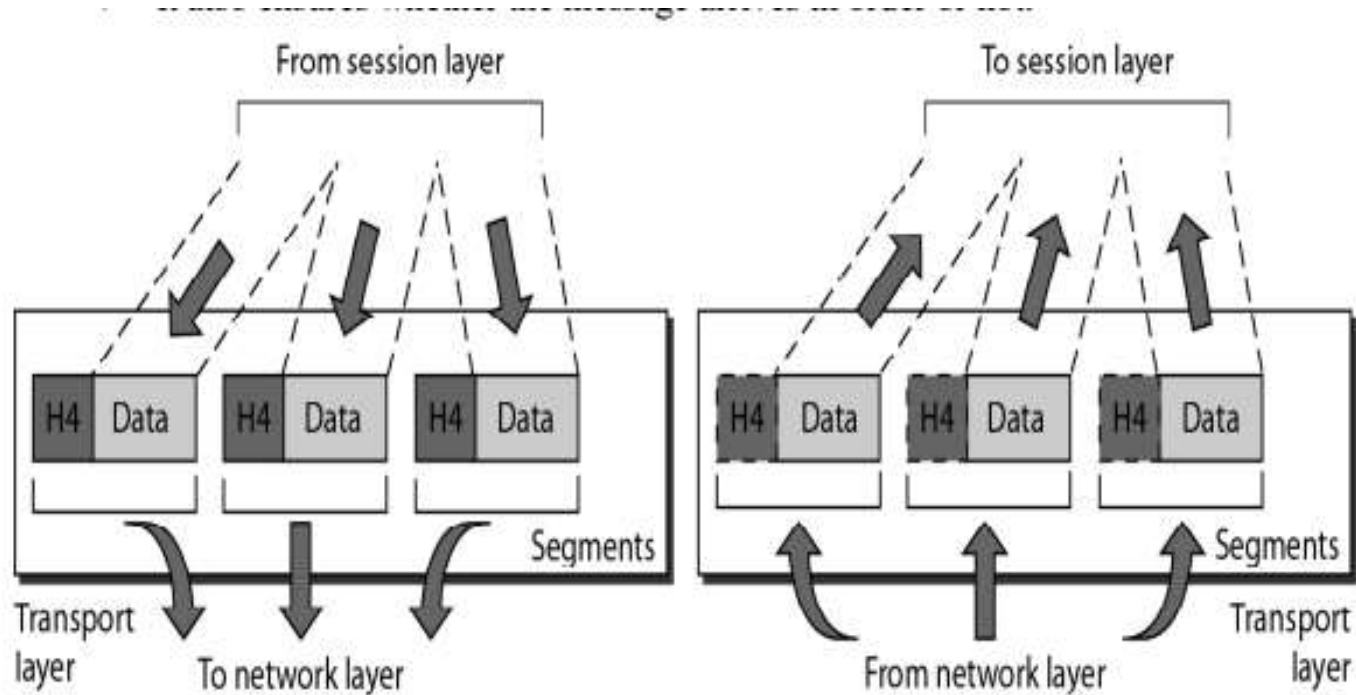 From session layer
To session layer
H4 Data H4 Data H4 Data
H4 Data H4 Data H4 Data
Segments
Segments
Transport
layer
To network layer
From network layer
Transport
layer